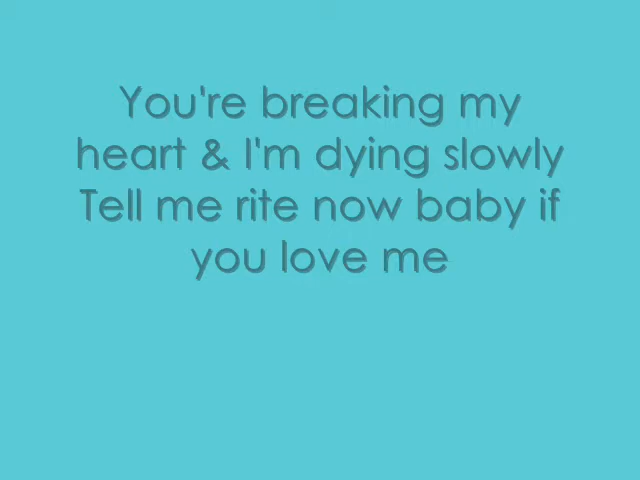 You're breaking my
heart & I'm dying slowly
Tell me rite now baby if
you love me